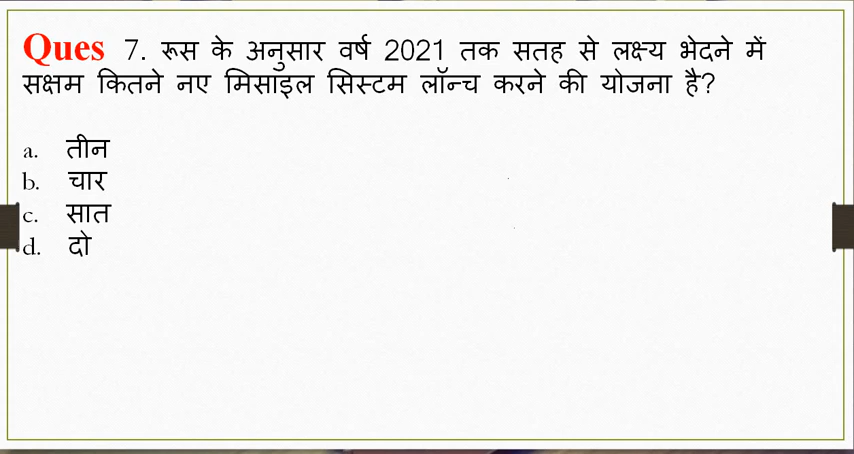 Ques 7. रूस के अनुसार वर्ष 2021 तक सतह से लक्ष्य भेदने में
सक्षम कितने नए मिसाइल सिस्टम लॉन्च करने की योजना है?
a. तीन
b. चार
c. सात
d. दो